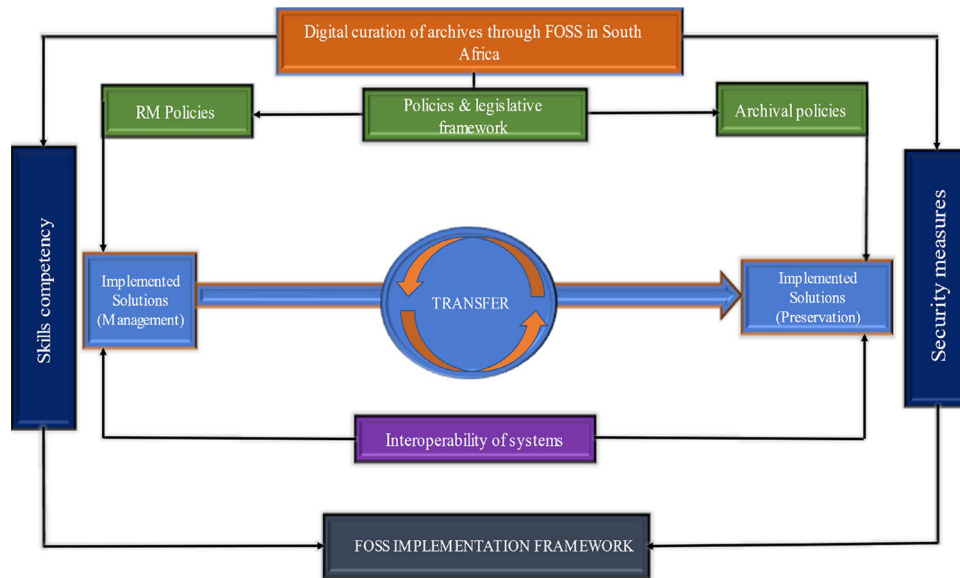 Digital curation of archives through FOSS in South
Africa
RM Policies
Policies & legislative
framework
Archival policies
Skills competency
Implemented
Solutions
(Management)
TRANSFER
Implemented
Solutions
(Preservation)
Security measures
Interoperability of systems
FOSS IMPLEMENTATION FRAMEWORK